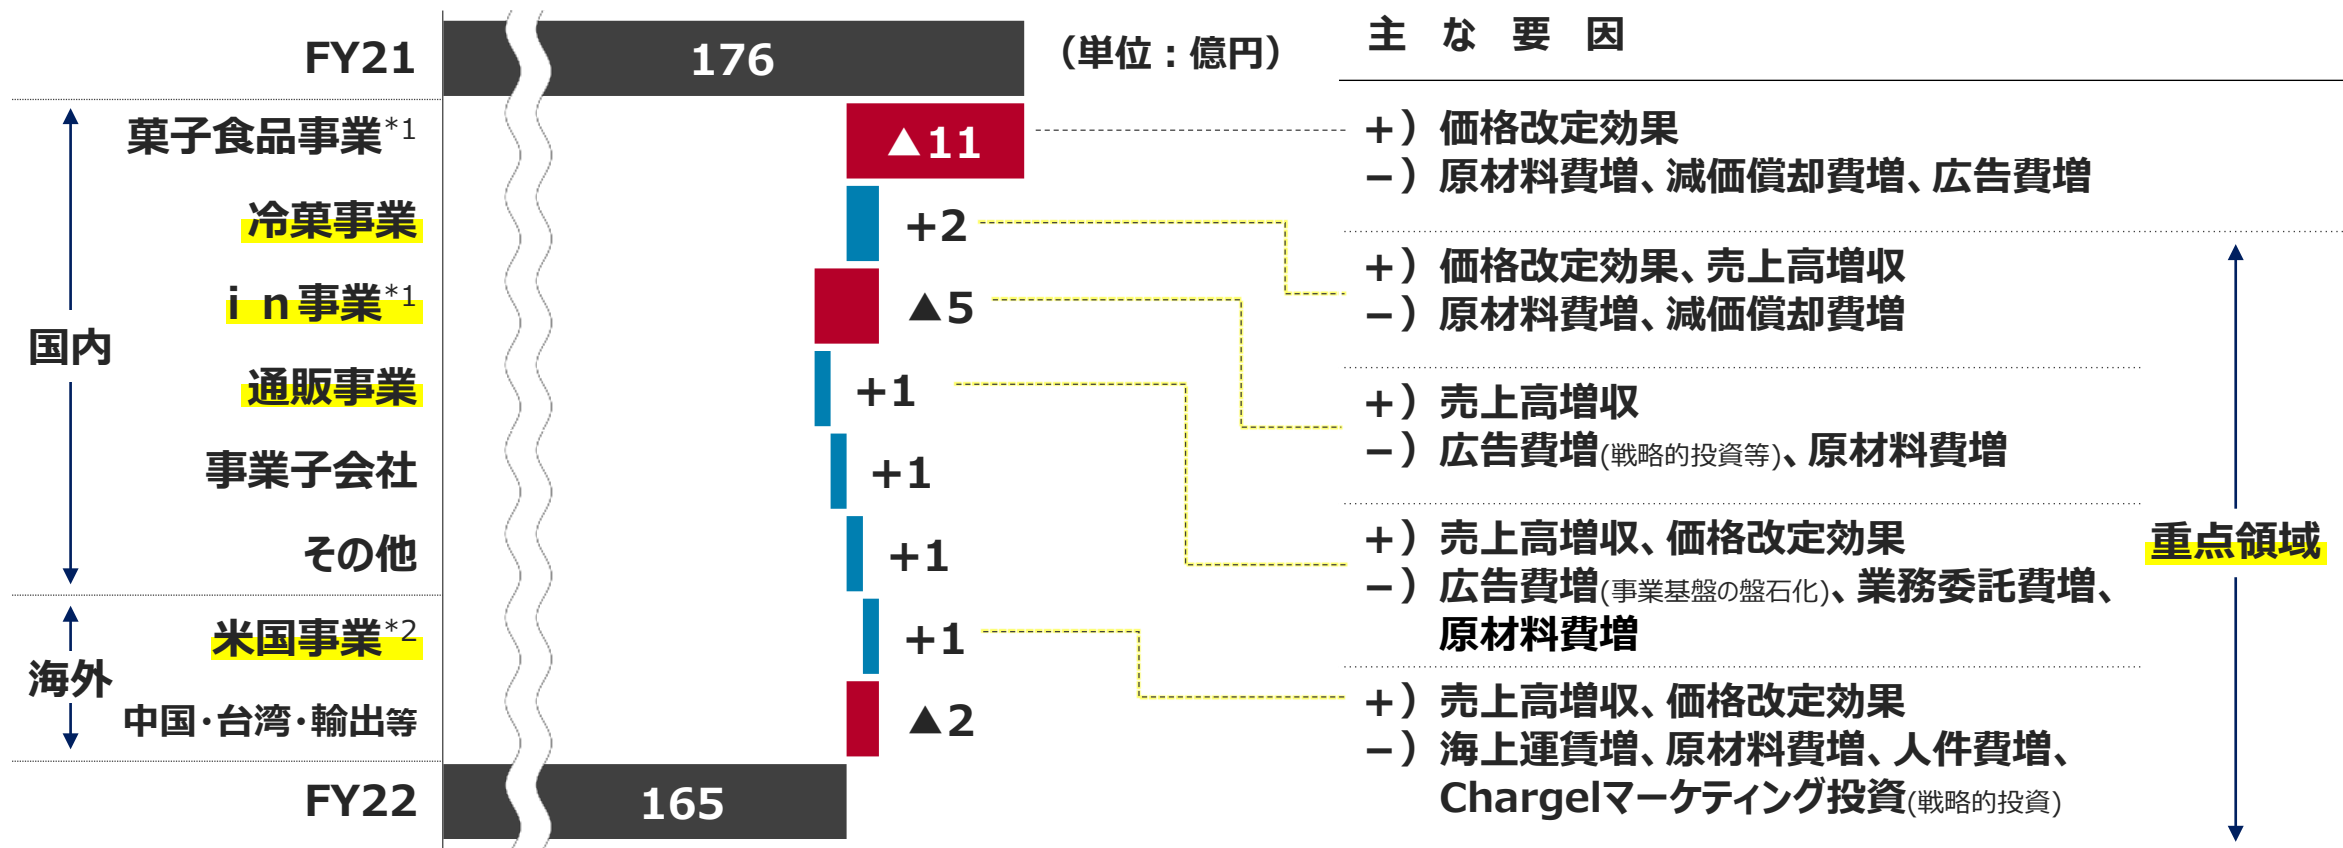 FY21
176
（単位：億円）
主な要因
菓子食品事業*1
▲11
+）価格改定効果
−）原材料費増、減価償却費増、広告費増
冷菓事業
+2
+）価格改定効果、売上高増収
−）原材料費増、減価償却費増
ｉｎ事業*1
▲5
+）売上高増収
−）広告費増(戦略的投資等)、原材料費増
国内
通販事業
+1
+）売上高増収、価格改定効果
−）広告費増(事業基盤の盤石化)、業務委託費増、
原材料費増
事業子会社
+1
その他
+1
重点領域
海外
米国事業*2
+1
+）売上高増収、価格改定効果
−）海上運賃増、原材料費増、人件費増、
Chargelマーケティング投資(戦略的投資)
中国・台湾・輸出等
▲2
FY22
165